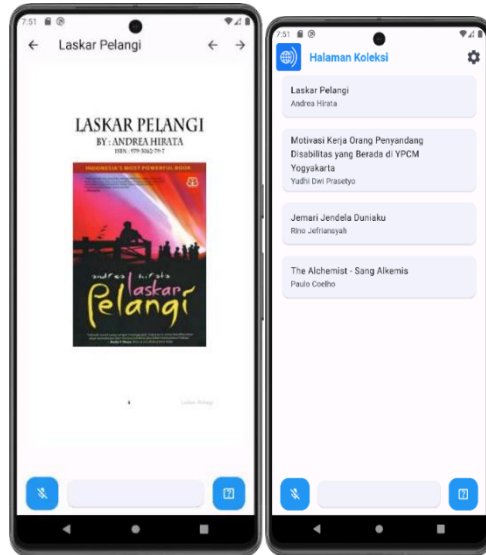 7:51
Laskar Pelangi
LASKAR PELANGI
BY : ANDREA HIRATA
INDONESIA'S MOST POWERFUL BOOK
andrea hirata
laskar
Pelangi
Laskar Pelangi
7:51
Halaman Koleksi
Laskar Pelangi
Andrea Hirata
Motivasi Kerja Orang Penyandang
Disabilitas yang Berada di YPCM
Yogyakarta
Yudhi Dwi Prasetyo
Jemari Jendela Duniaku
Rino Jefriansyah
The Alchemist - Sang Alkemis
Paulo Coelho